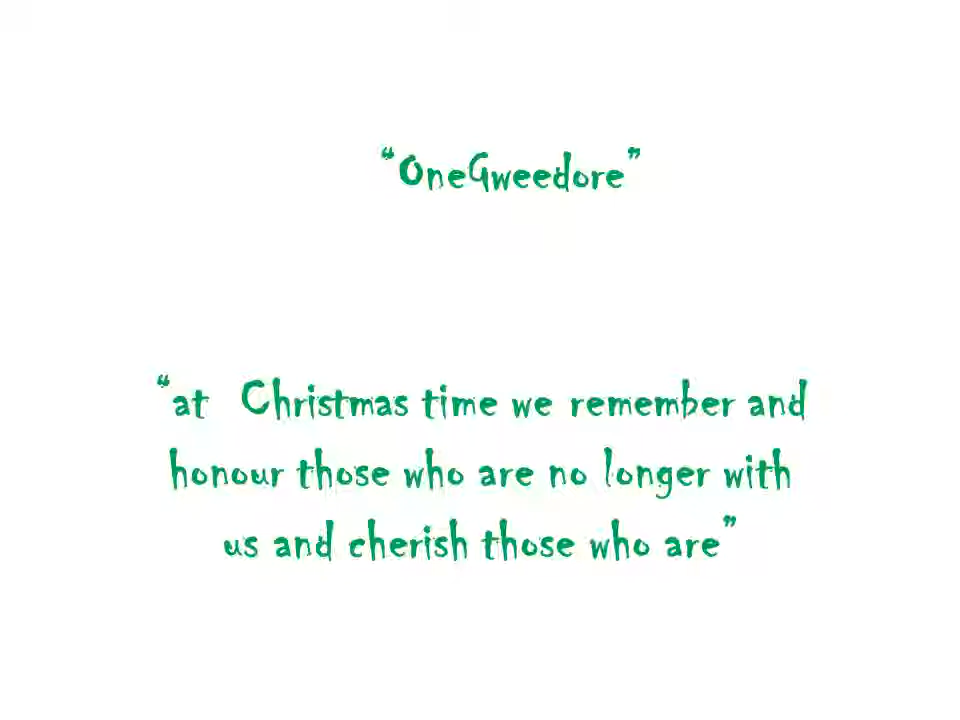 “OneGweedore”
“at Christmas time we remember and
honour those who are no longer with
us and cherish those who are”